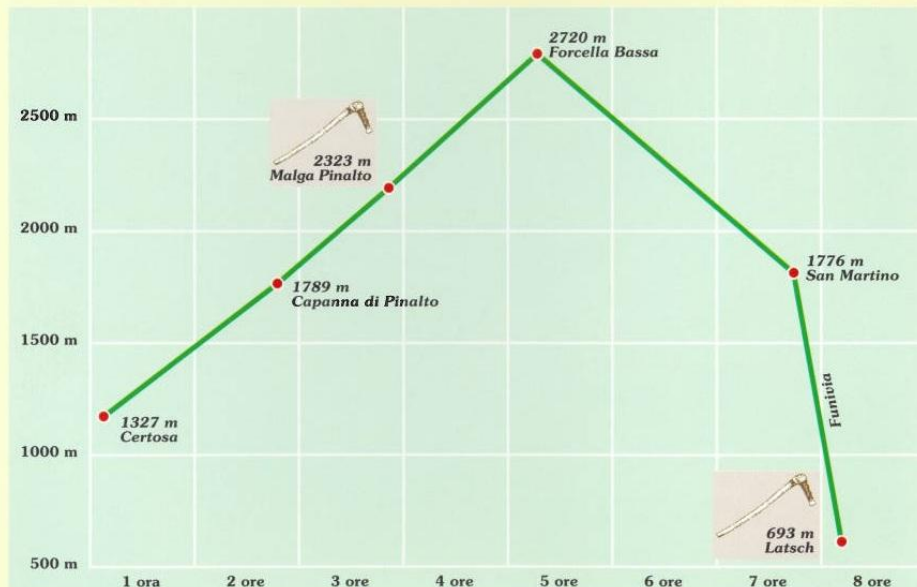 2720 m
Forcella Bassa
2500 m
2323 m
Malga Pinalto
2000 m
1776 m
San Martino
1789 m
Capanna di Pinalto
1500 m
Funivia
1327 m
Certosa
1000 m
693 m
Latsch
500 m
1 ora 2 ore 3 ore 4 ore 5 ore 6 ore 7 ore 8 ore